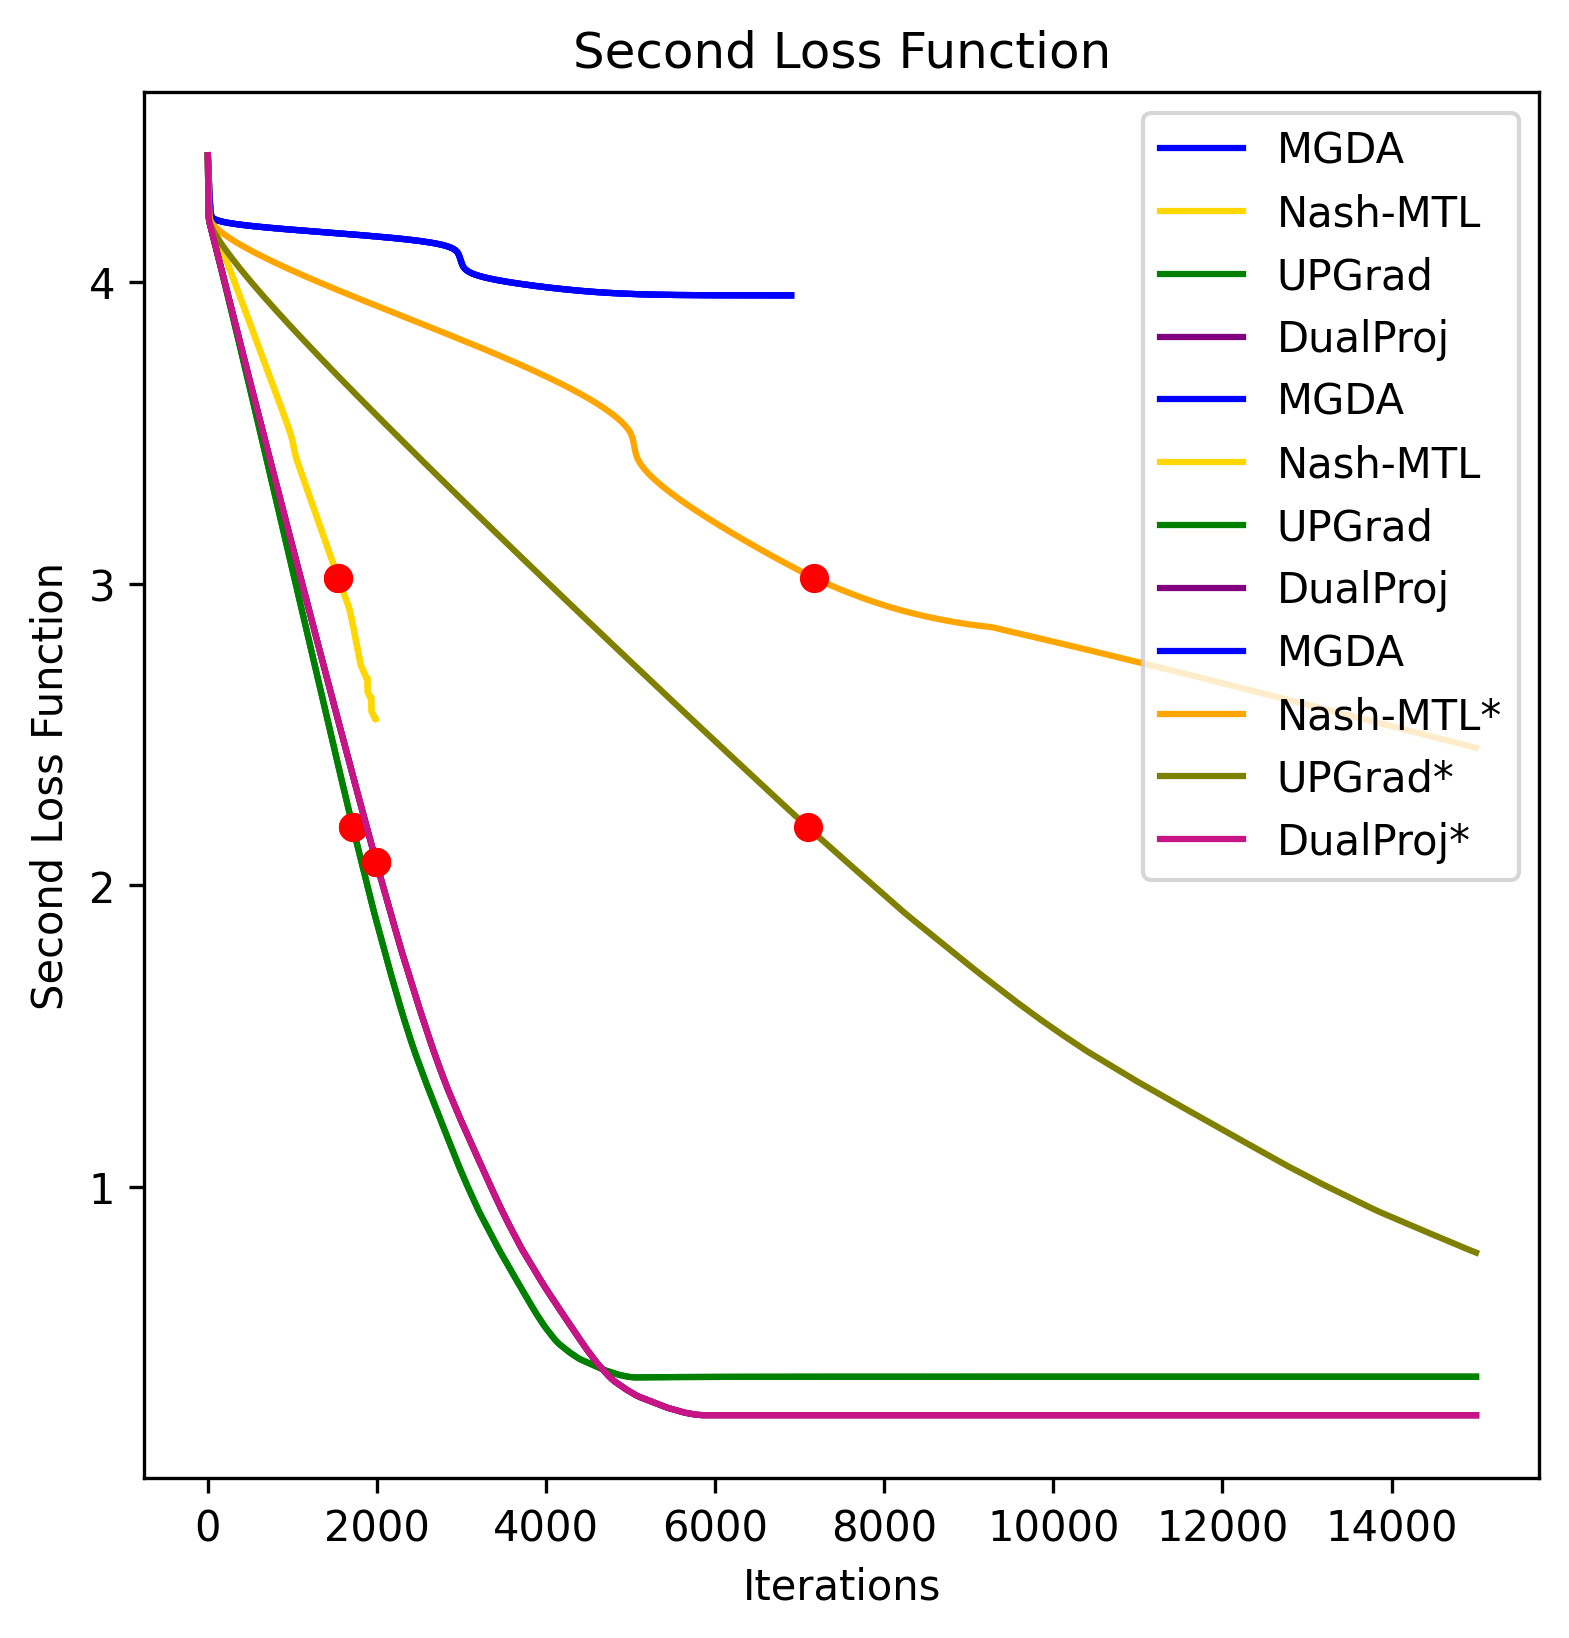 Second Loss Function
MGDA
Nash-MTL
UPGrad
DualProj
MGDA
Nash-MTL
UPGrad
DualProj
MGDA
Nash-MTL*
UPGrad*
DualProj*
Second Loss Function
4
3
2
1
0 2000 4000 6000 8000 10000 12000 14000
Iterations